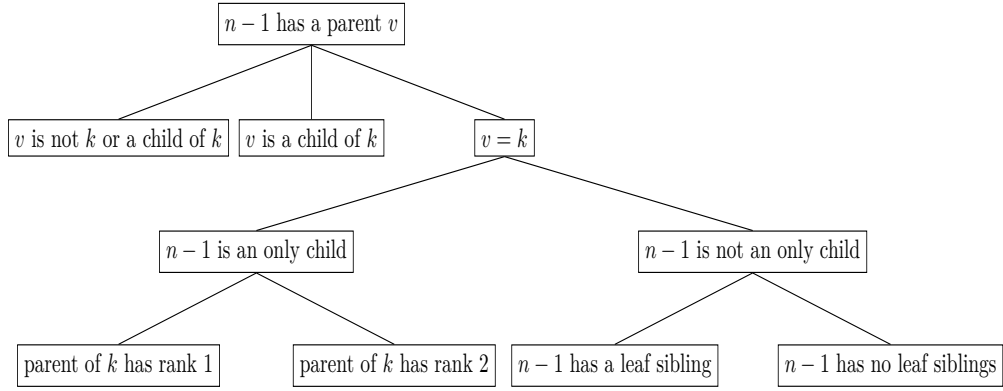 n − 1 has a parent v
v is not k or a child of k
v is a child of k
v = k
n − 1 is an only child
n − 1 is not an only child
parent of k has rank 1
parent of k has rank 2
n − 1 has a leaf sibling
n − 1 has no leaf siblings